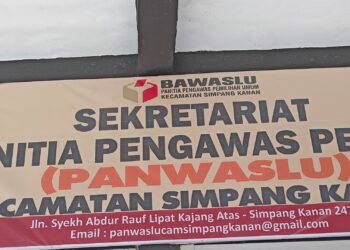 BAWASLU
PANITIA PENGAWAS PEMILIHAN UMUM
KECAMATAN SIMPANG KANAN
SEKRETARIAT
NITIA PENGAWAS PE
(PANWASLU)
CAMATAN SIMPANG KA
Jln. Syekh Abdur Rauf Lipat Kajang Atas - Simpang Kanan 247
Email : panwaslucamsimpangkanan@gmail.com